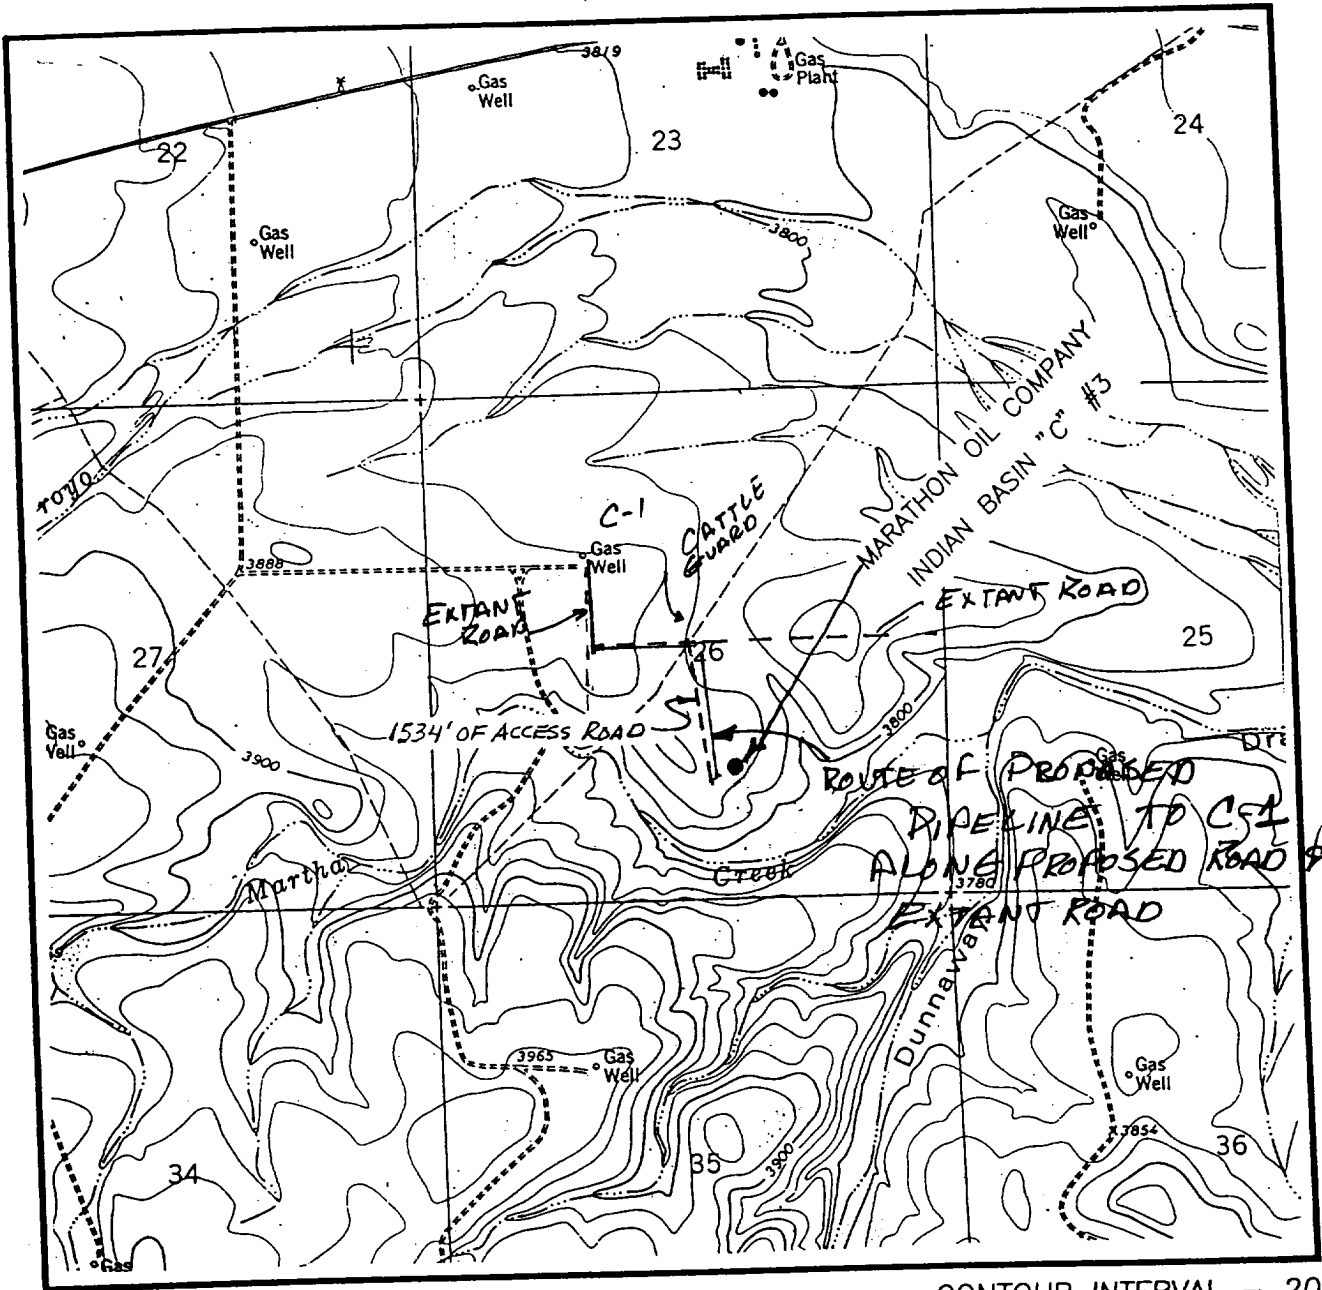 3819
Gas
Well
Gas
Plant
22
23
24
Gas
Well
Gas
Well
3800
MARATHON OIL COMPANY
INDIAN BASIN "C" #3
royo
C-1
CATTLE
GUARD
Gas
Well
3888
EXTANT
ROAD
EXTANT ROAD
27
26
25
Gas
Well
1534' OF ACCESS ROAD
3800
3900
Gas
ROUTE OF PROPOSED
PIPELINE TO C-1
ALONG PROPOSED ROAD &
EXTANT ROAD
Martha
Creek
3780
Dunnaway
3965
Gas
Well
Gas
Well
3854
34
35
3900
36
Gas
CONTOUR INTERVAL - 20